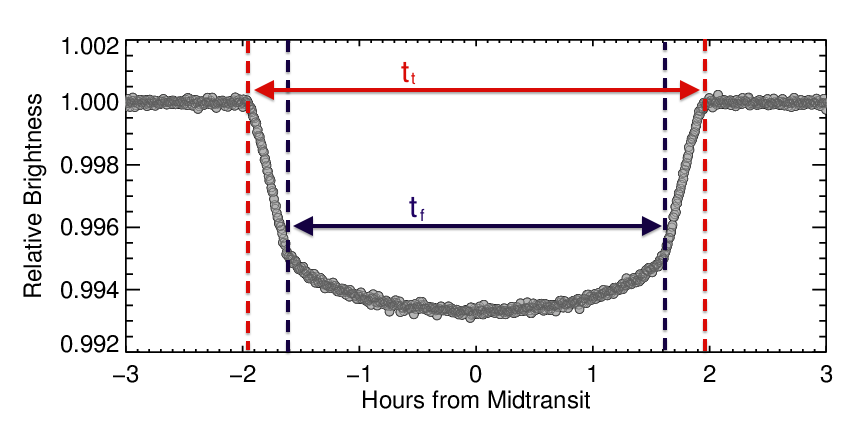 1.002
1.000
0.998
0.996
0.994
0.992
Relative Brightness
tt
tf
−3 −2 −1 0 1 2 3
Hours from Midtransit